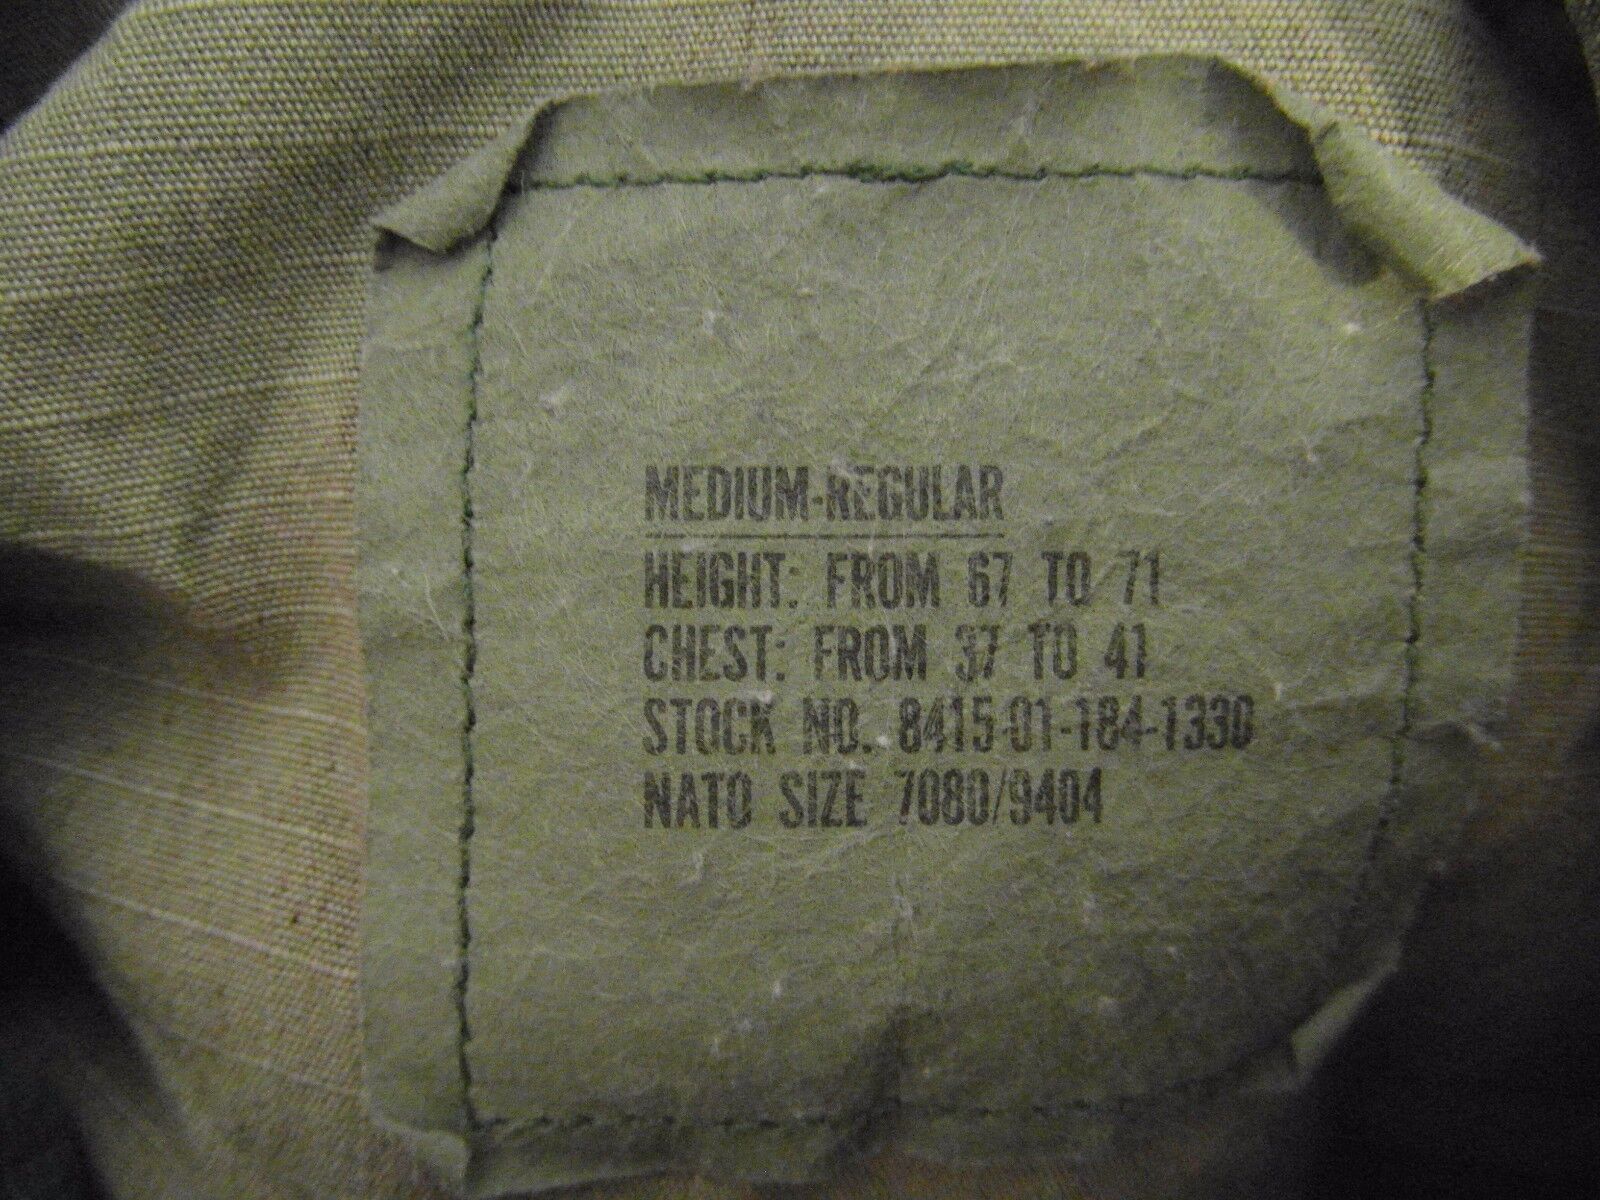 MEDIUM-REGULAR
HEIGHT: FROM 67 TO 71
CHEST: FROM 37 TO 41
STOCK NO. 8415-01-184-1330
NATO SIZE 7080/9404